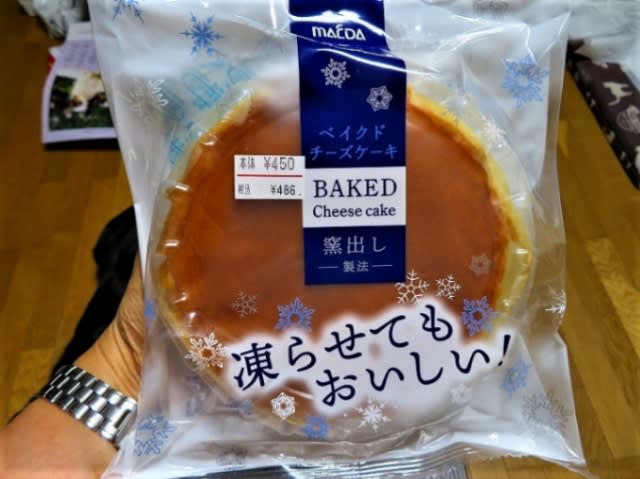 MAEDA
ベイクド
チーズケーキ
本体 ¥450
税込 ¥486
BAKED
Cheese cake
窯出し
製法
凍らせても
おいしい!